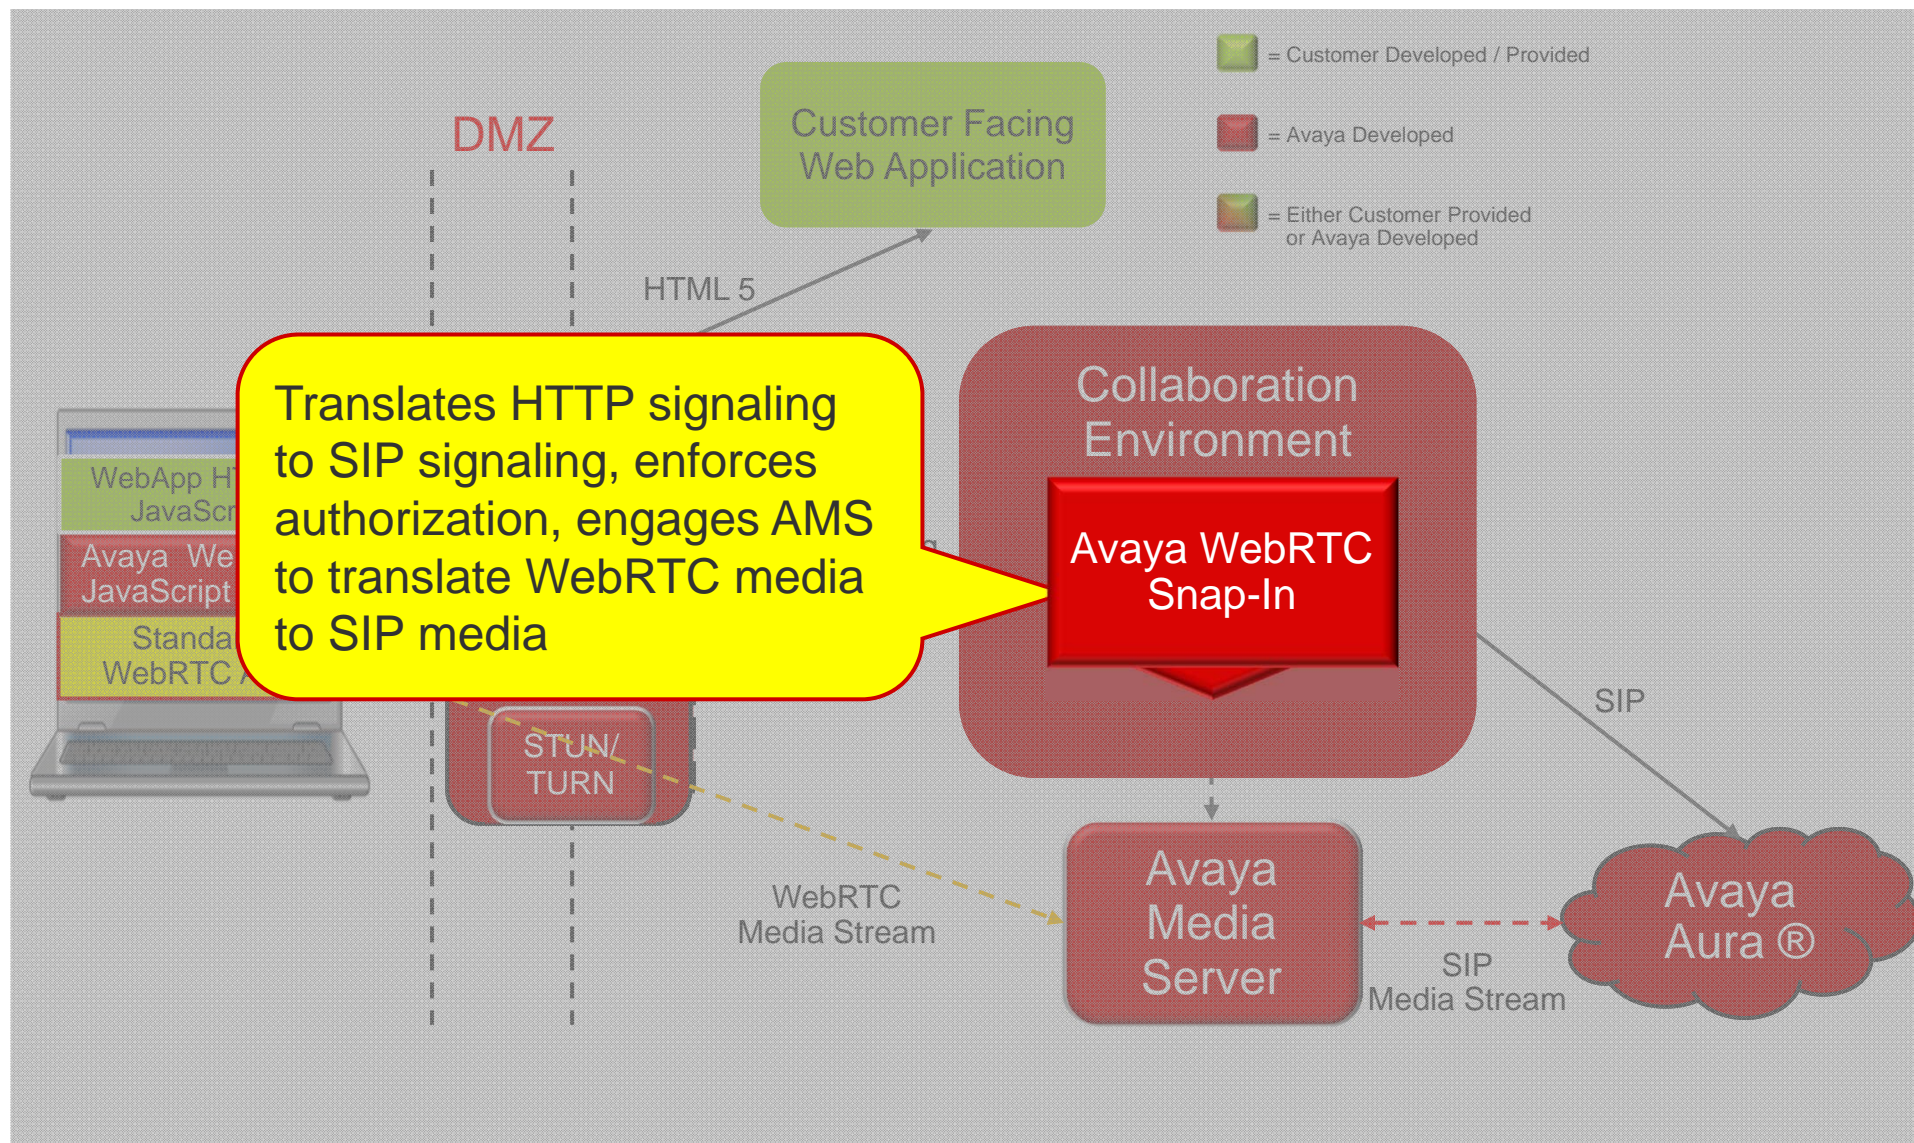 = Customer Developed / Provided
DMZ
Customer Facing
Web Application
= Avaya Developed
= Either Customer Provided
or Avaya Developed
HTML 5
Translates HTTP signaling
to SIP signaling, enforces
authorization, engages AMS
to translate WebRTC media
to SIP media
Collaboration
Environment
Avaya WebRTC
Snap-In
WebApp
Avaya
JavaScript
WebRTC
SIP
STUN/
TURN
WebRTC
Media Stream
Avaya
Media
Server
SIP
Media Stream
Avaya
Aura ®